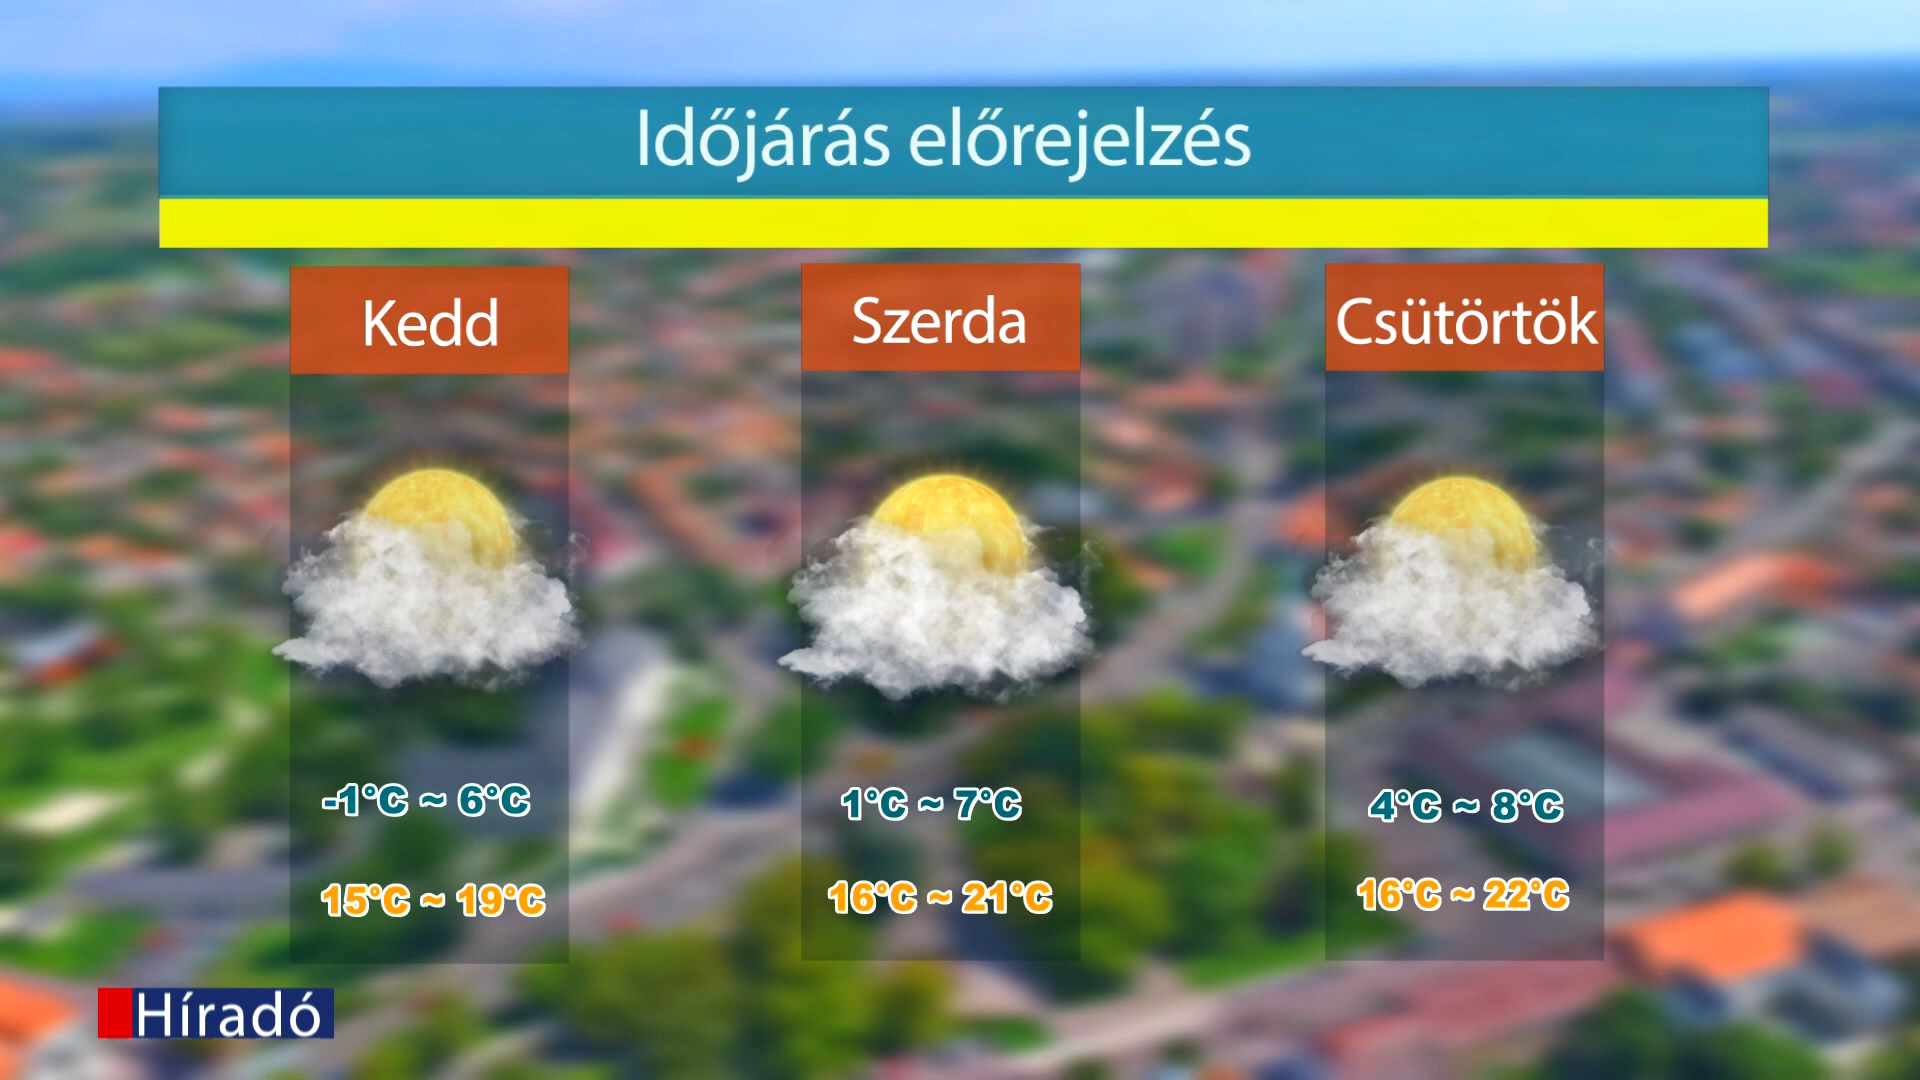 Időjárás előrejelzés
Kedd
Szerda
Csütörtök
-1°C ~ 6°C
1°C ~ 7°C
4°C ~ 8°C
15°C ~ 19°C
16°C ~ 21°C
16°C ~ 22°C
Híradó